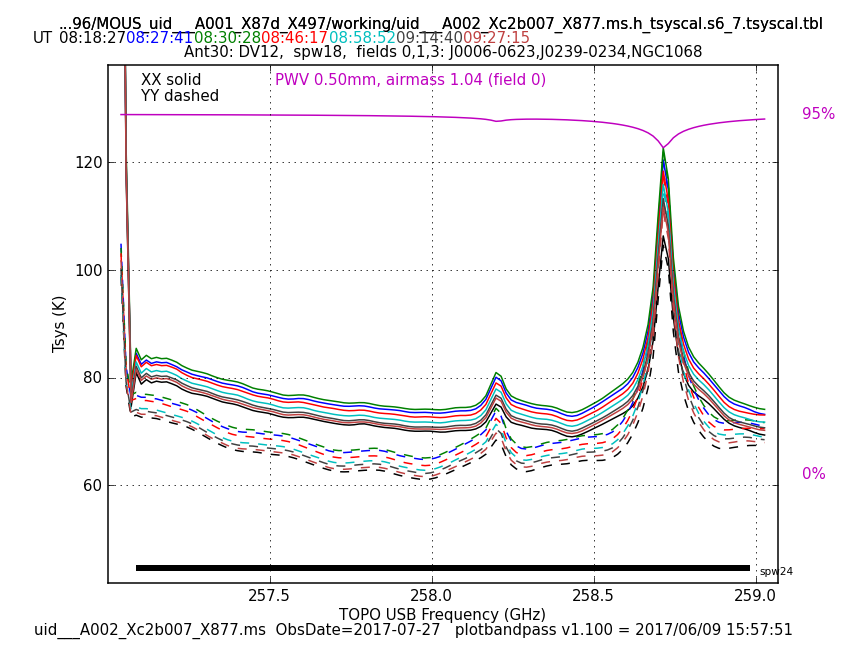 ...96/MOUS_uid___A001_X87d_X497/working/uid___A002_Xc2b007_X877.ms.h_tsyscal.s6_7.tsyscal.tbl
UT 08:18:27 08:27:41 08:30:28 08:46:17 08:58:52 09:14:40 09:27:15
Ant30: DV12, spw18, fields 0,1,3: J0006-0623,J0239-0234,NGC1068
XX solid
PWV 0.50mm, airmass 1.04 (field 0)
YY dashed
95%
120
100
80
60
0%
Tsys (K)
spw24
257.5 258.0 258.5 259.0
TOPO USB Frequency (GHz)
uid___A002_Xc2b007_X877.ms ObsDate=2017-07-27 plotbandpass v1.100 = 2017/06/09 15:57:51